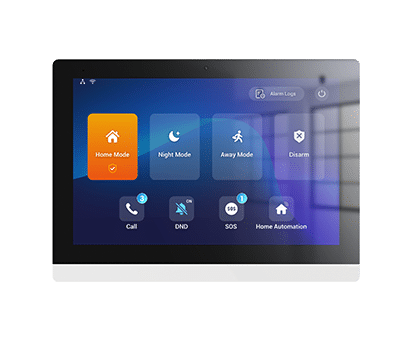 Alarm Logs
Home Mode
Night Mode
Away Mode
Disarm
3
ON
SOS
1
Call
DND
SOS
Home Automation